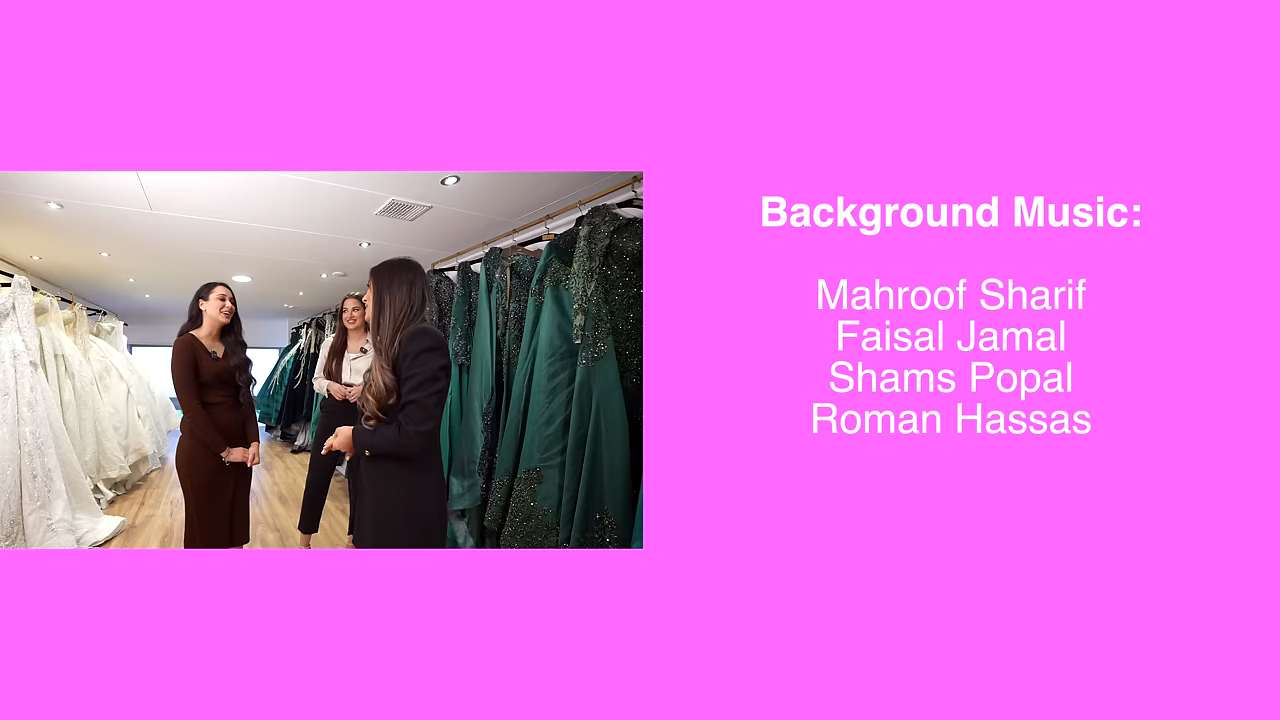 Background Music:
Mahroof Sharif
Faisal Jamal
Shams Popal
Roman Hassas